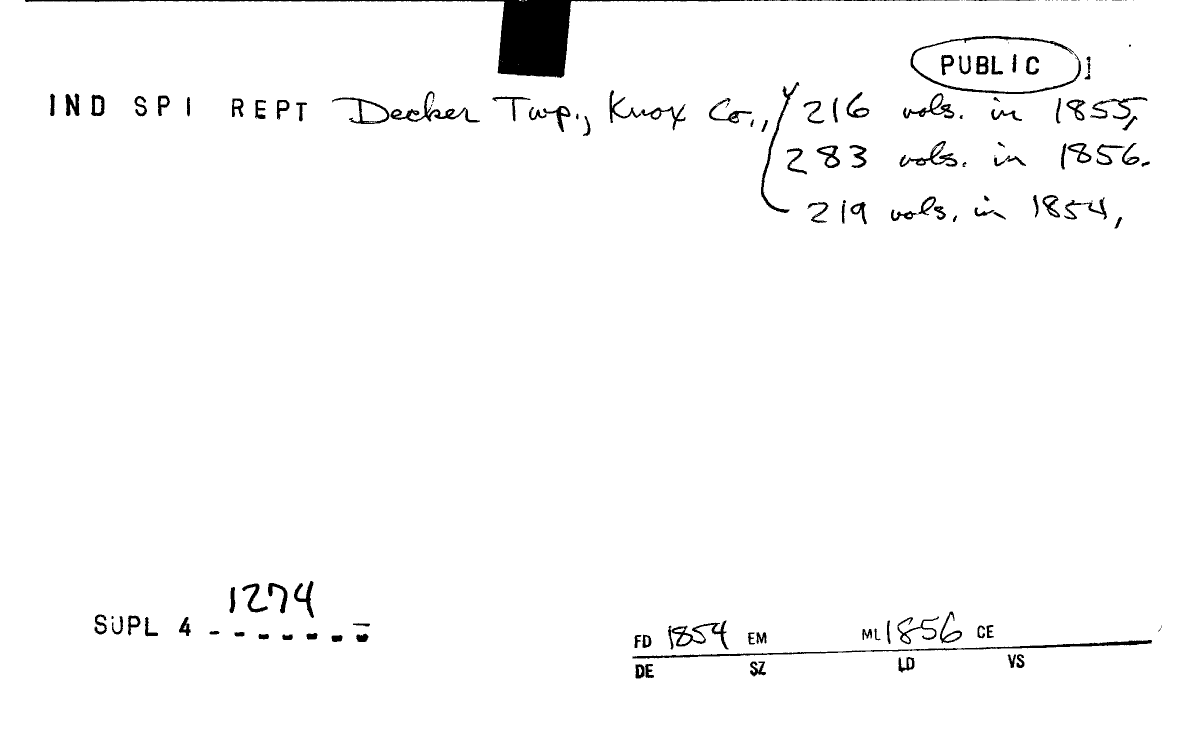 PUBLIC
IND SPI REPT Decker Twp., Knox Co., 216 vols. in 1855,
283 vols. in 1856.
219 vols. in 1854,
1274
SUPL 4 -------
FD 1854 EM ML 1856 CE
DE SZ LD VS